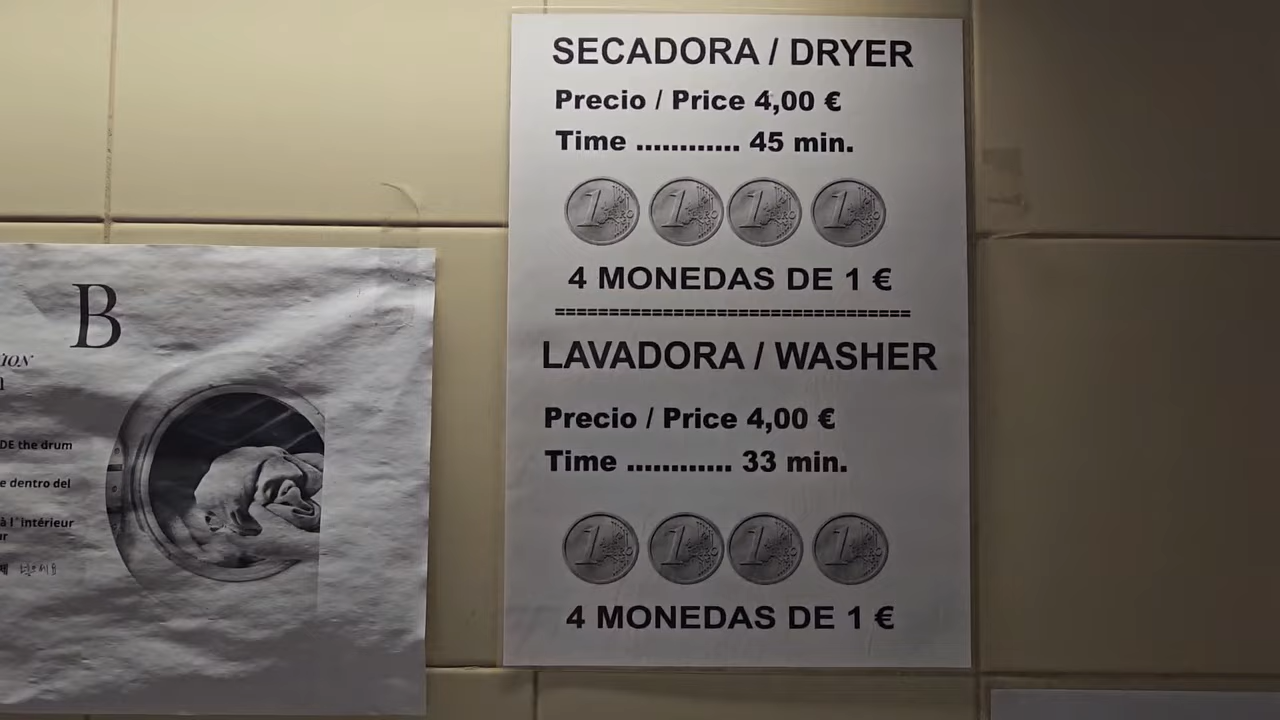 SECADORA / DRYER
Precio / Price 4,00 €
Time ............ 45 min.
4 MONEDAS DE 1 €
=================================
LAVADORA / WASHER
Precio / Price 4,00 €
Time ............ 33 min.
4 MONEDAS DE 1 €
B
DE the drum
e dentro del
à l'intérieur